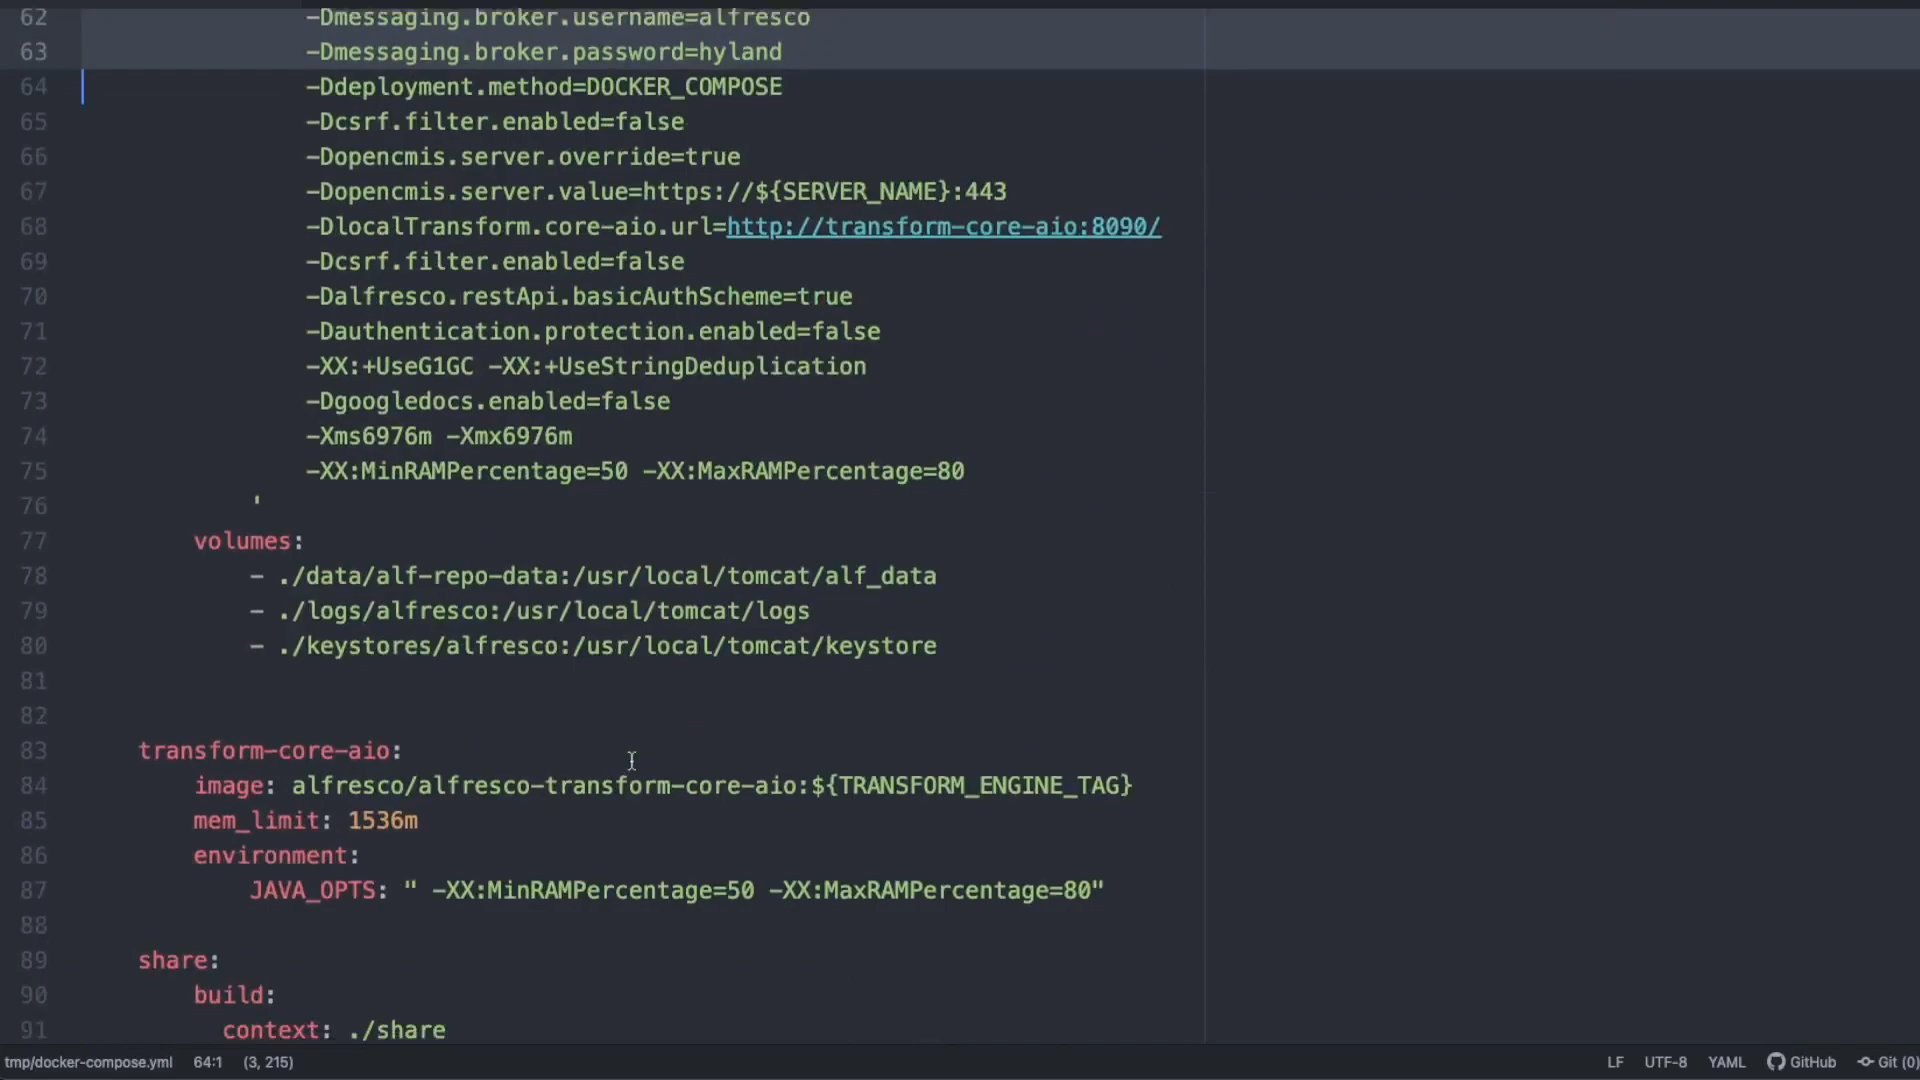 62 -Dmessaging.broker.username=alfresco
63 -Dmessaging.broker.password=hyland
64 -Ddeployment.method=DOCKER_COMPOSE
65 -Dcsrf.filter.enabled=false
66 -Dopencmis.server.override=true
67 -Dopencmis.server.value=https://${SERVER_NAME}:443
68 -DlocalTransform.core-aio.url=http://transform-core-aio:8090/
69 -Dcsrf.filter.enabled=false
70 -Dalfresco.restApi.basicAuthScheme=true
71 -Dauthentication.protection.enabled=false
72 -XX:+UseG1GC -XX:+UseStringDeduplication
73 -Dgoogledocs.enabled=false
74 -Xms6976m -Xmx6976m
75 -XX:MinRAMPercentage=50 -XX:MaxRAMPercentage=80
76 '
77 volumes:
78 - ./data/alf-repo-data:/usr/local/tomcat/alf_data
79 - ./logs/alfresco:/usr/local/tomcat/logs
80 - ./keystores/alfresco:/usr/local/tomcat/keystore
81
82
83 transform-core-aio:
84 image: alfresco/alfresco-transform-core-aio:${TRANSFORM_ENGINE_TAG}
85 mem_limit: 1536m
86 environment:
87 JAVA_OPTS: " -XX:MinRAMPercentage=50 -XX:MaxRAMPercentage=80"
88
89 share:
90 build:
91 context: ./share
tmp/docker-compose.yml 64:1 (3, 215) LF UTF-8 YAML GitHub Git (0)